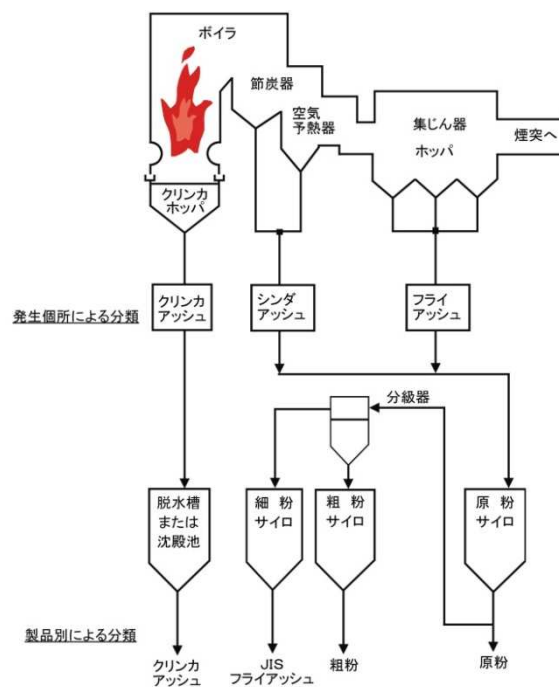 ボイラ
節炭器
空気
予熱器
集じん器
ホッパ
煙突へ
クリンカ
ホッパ
発生個所による分類
クリンカ
アッシュ
シンダ
アッシュ
フライ
アッシュ
分級器
脱水槽
または
沈殿池
細 粉
サイロ
粗 粉
サイロ
原 粉
サイロ
製品別による分類
クリンカ
アッシュ
JIS
フライアッシュ
粗粉
原粉